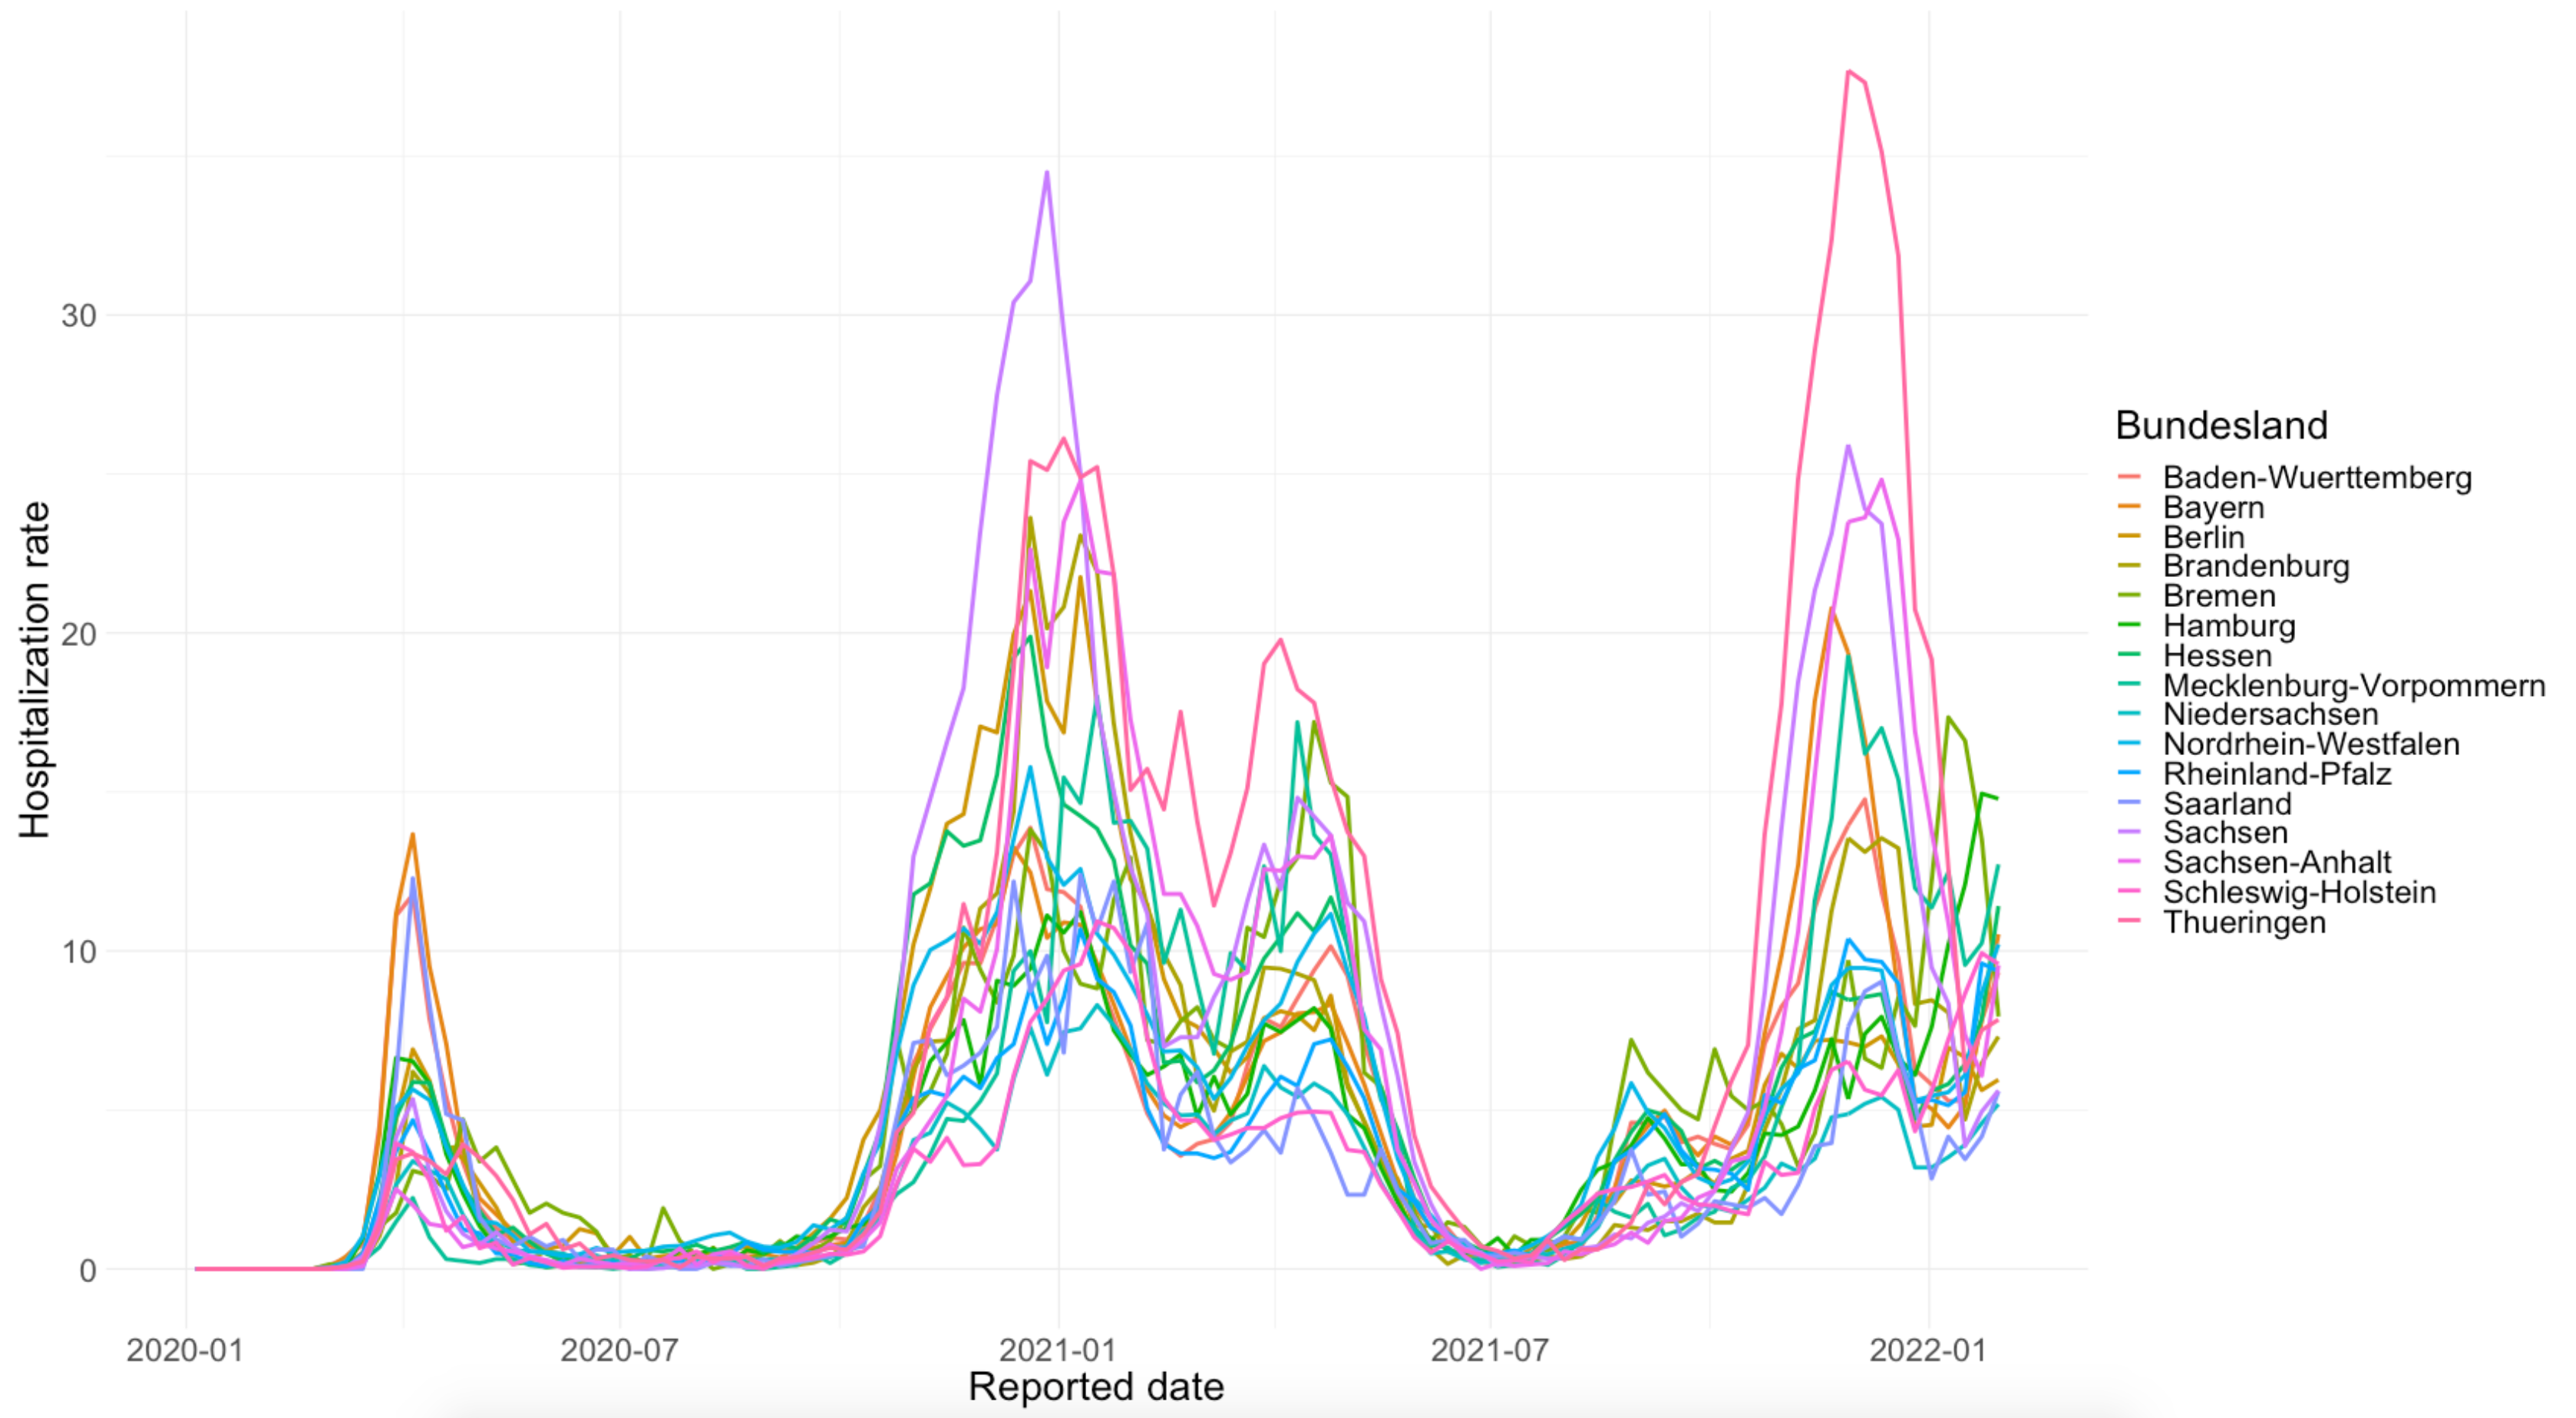 30
20
10
0
Hospitalization rate
2020-01
2020-07
2021-01
2021-07
2022-01
Reported date
Bundesland
Baden-Wuerttemberg
Bayern
Berlin
Brandenburg
Bremen
Hamburg
Hessen
Mecklenburg-Vorpommern
Niedersachsen
Nordrhein-Westfalen
Rheinland-Pfalz
Saarland
Sachsen
Sachsen-Anhalt
Schleswig-Holstein
Thueringen